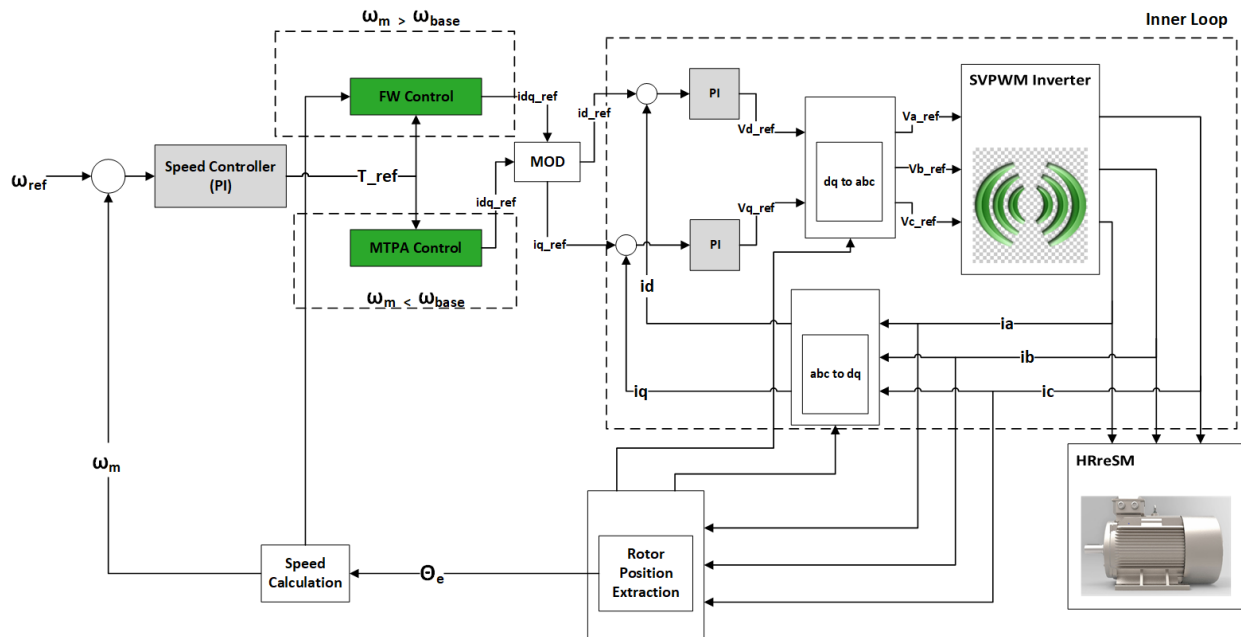 ωm > ωbase
Inner Loop
FW Control
idq_ref
id_ref
PI
Vd_ref
SVPWM Inverter
Va_ref
ωref
Speed Controller
(PI)
T_ref
MOD
idq_ref
dq to abc
Vb_ref
MTPA Control
iq_ref
PI
Vq_ref
Vc_ref
ωm < ωbase
id
ia
ib
abc to dq
iq
ic
ωm
HRreSM
Speed
Calculation
Θe
Rotor
Position
Extraction